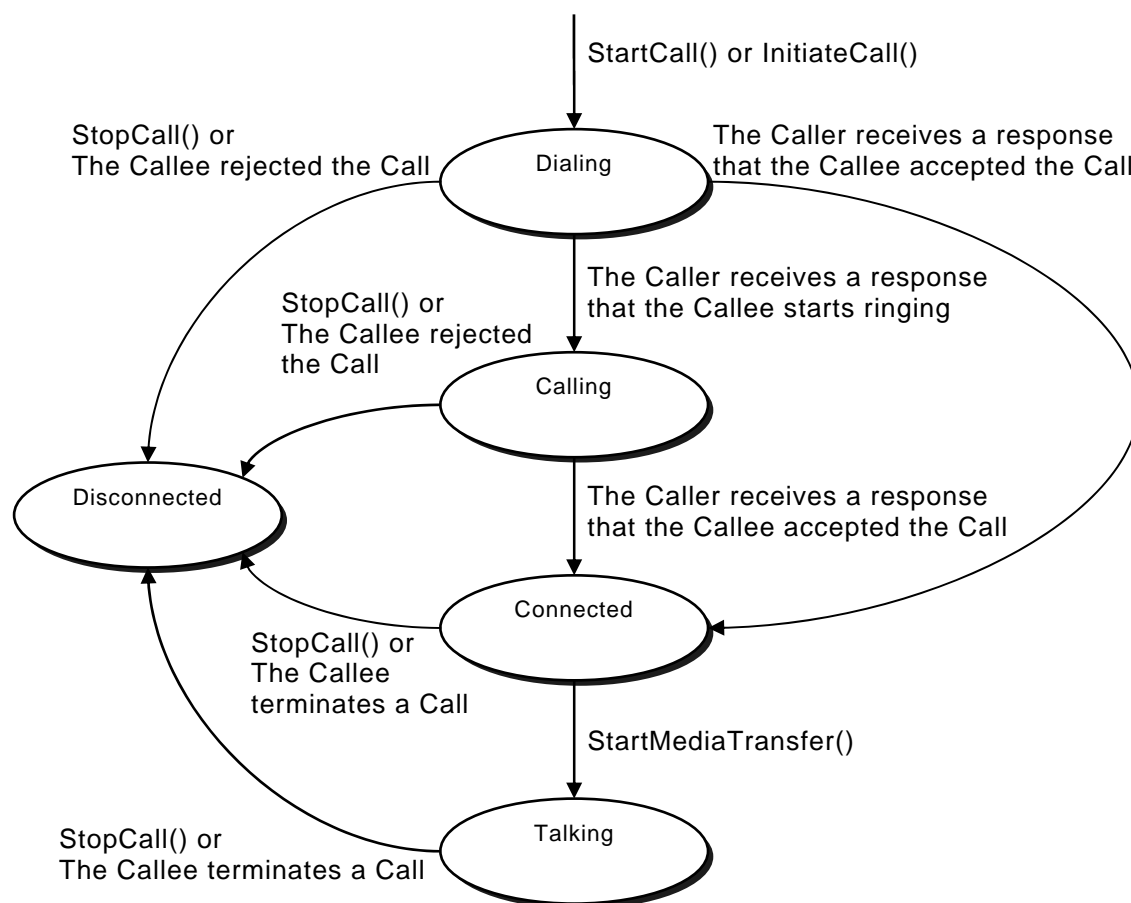 StartCall() or InitiateCall()
StopCall() or
The Callee rejected the Call
Dialing
The Caller receives a response
that the Callee accepted the Call
The Caller receives a response
that the Callee starts ringing
StopCall() or
The Callee rejected
the Call
Calling
Disconnected
The Caller receives a response
that the Callee accepted the Call
Connected
StopCall() or
The Callee
terminates a Call
StartMediaTransfer()
Talking
StopCall() or
The Callee terminates a Call